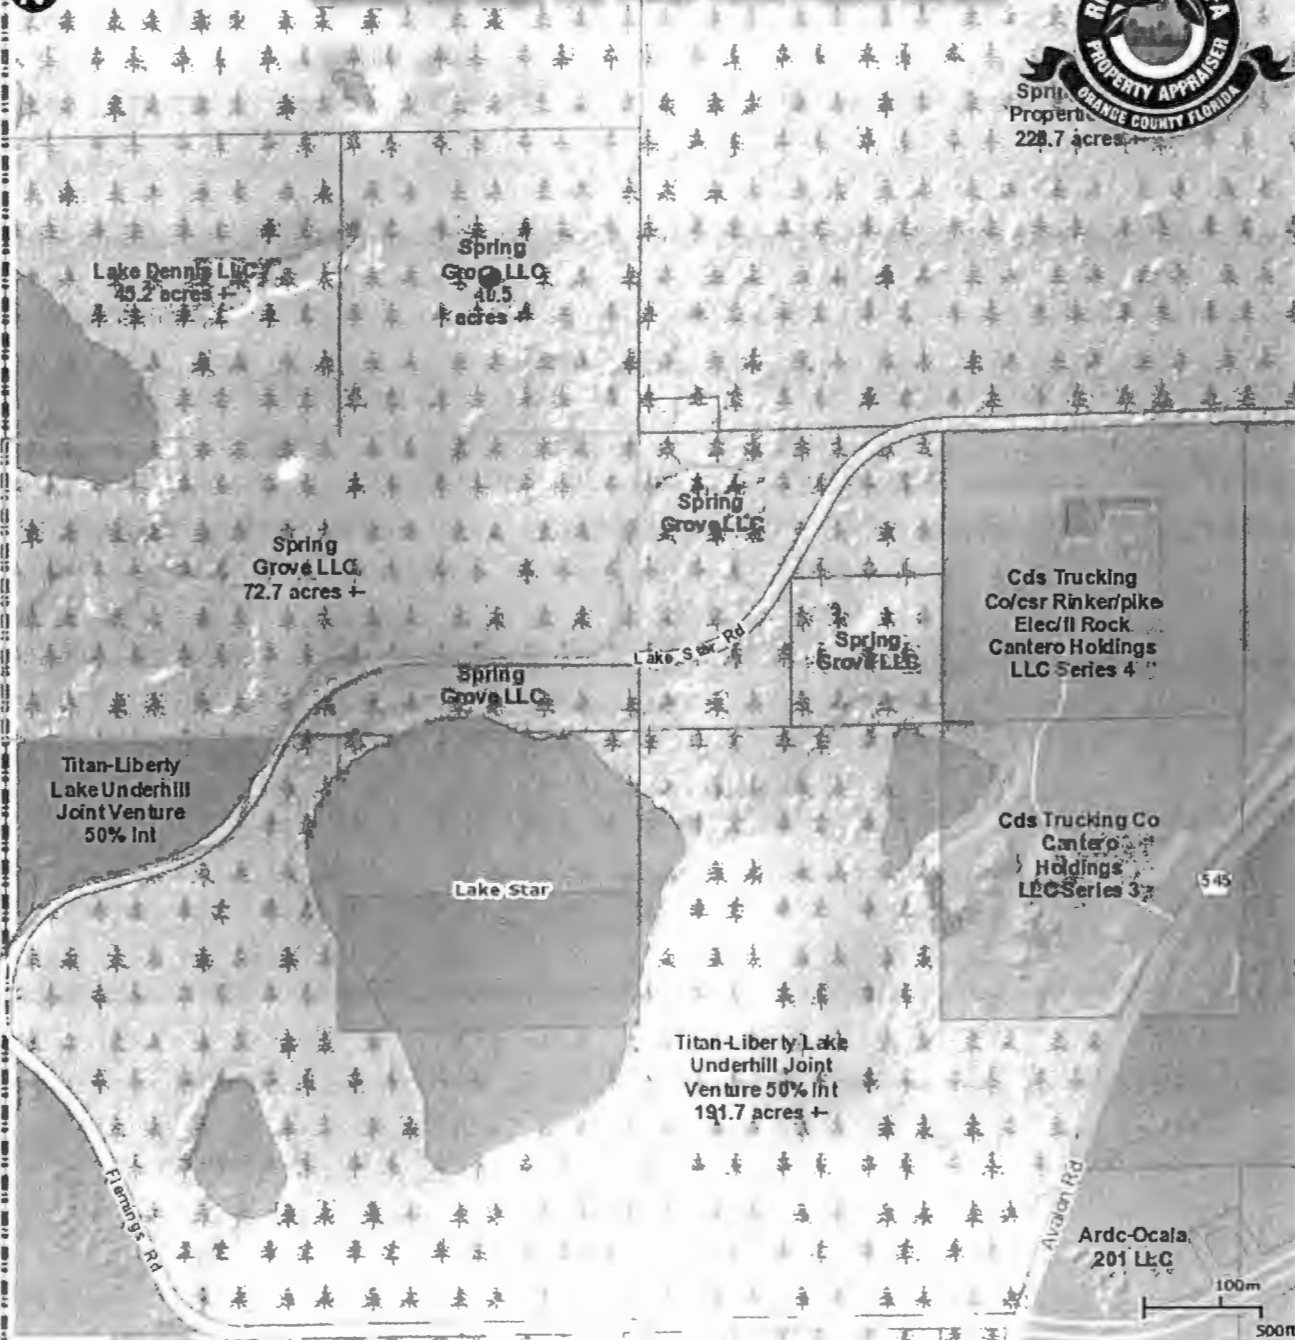 PROPERTY APPRAISER
ORANGE COUNTY FLORIDA
228.7 acres +-
Lake Dennis LLC
45.2 acres +-
Spring
Grove LLC
40.5
acres +-
Spring
Grove LLC
Spring
Grove LLC
72.7 acres +-
Cds Trucking
Co/csr Rinker/pike
Elec/fl Rock
Cantero Holdings
LLC Series 4
Lake Star Rd
Spring
Grove LLC
Spring
Grove LLC
Titan-Liberty
Lake Underhill
Joint Venture
50% Int
Cds Trucking Co
Cantero
Holdings
LLC Series 3
545
Lake Star
Titan-Liberty Lake
Underhill Joint
Venture 50% Int
191.7 acres +-
Flemings Rd
Avalon Rd
Ardc-Ocala
201 LLC
100m
500ft